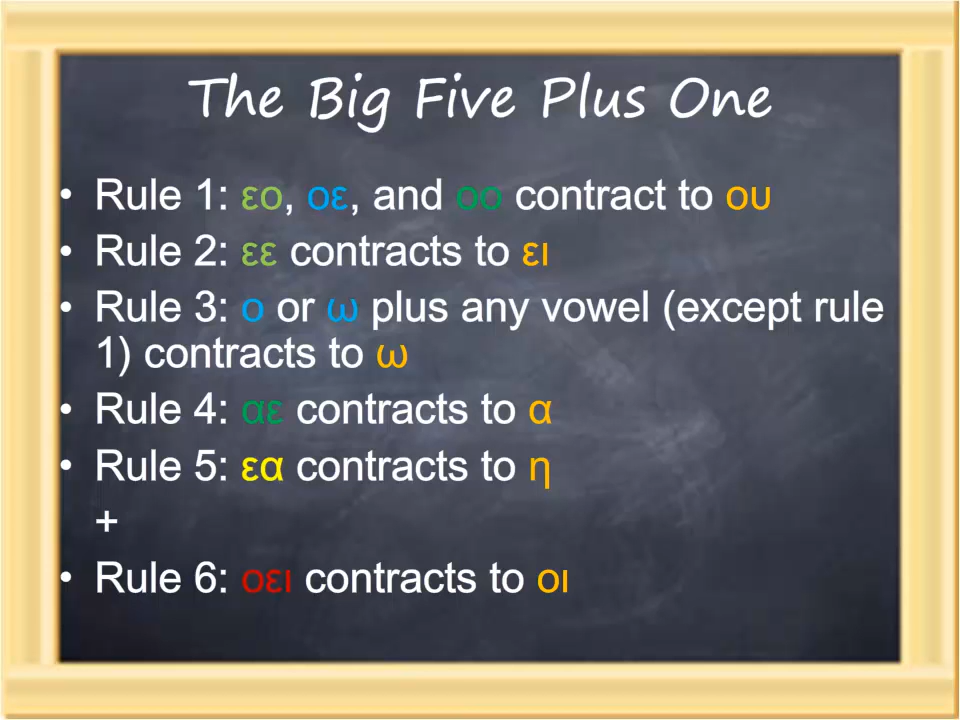 The Big Five Plus One
• Rule 1: εο, οε, and οο contract to ου
• Rule 2: εε contracts to ει
• Rule 3: ο or ω plus any vowel (except rule
1) contracts to ω
• Rule 4: αε contracts to α
• Rule 5: εα contracts to η
+
• Rule 6: οει contracts to οι